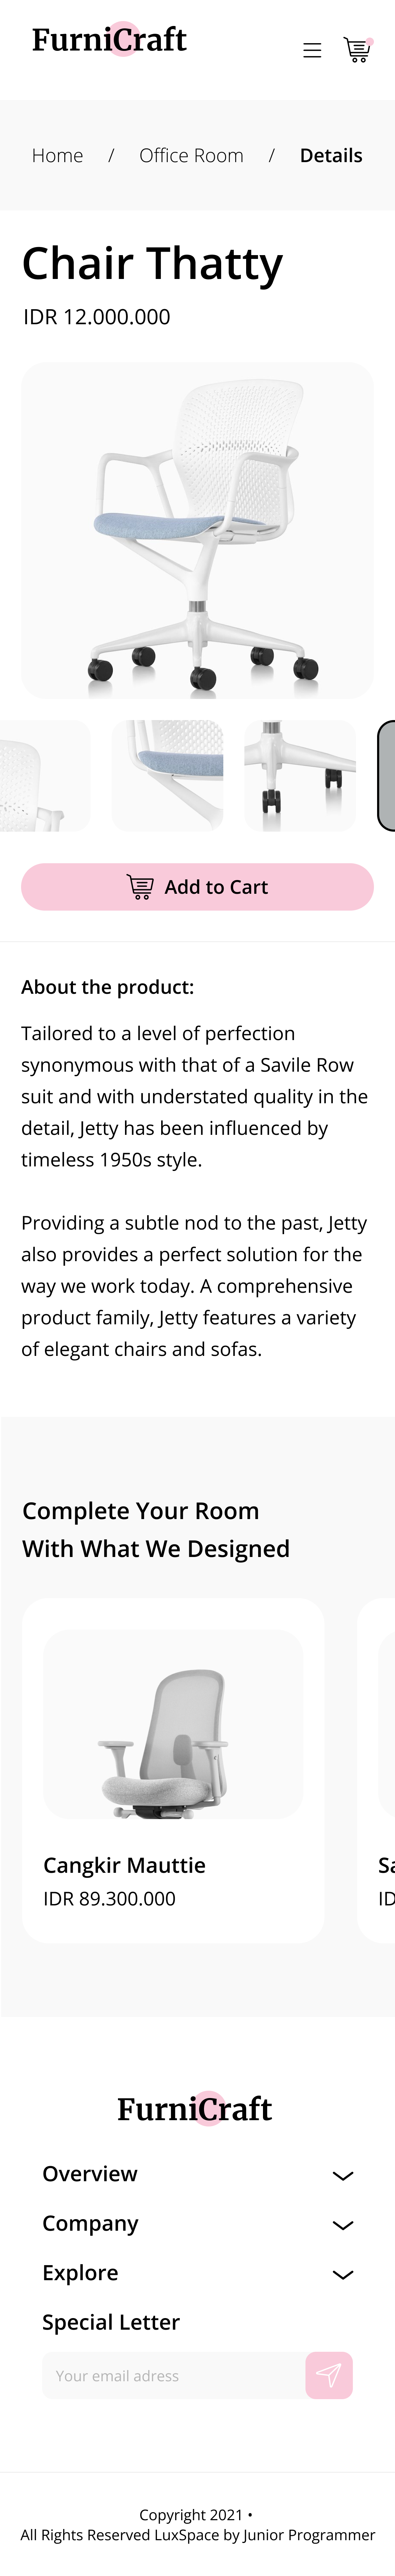 FurniCraft
Home / Office Room / Details
Chair Thatty
IDR 12.000.000
Add to Cart
About the product:
Tailored to a level of perfection
synonymous with that of a Savile Row
suit and with understated quality in the
detail, Jetty has been influenced by
timeless 1950s style.
Providing a subtle nod to the past, Jetty
also provides a perfect solution for the
way we work today. A comprehensive
product family, Jetty features a variety
of elegant chairs and sofas.
Complete Your Room
With What We Designed
Cangkir Mauttie
IDR 89.300.000
Sa
ID
FurniCraft
Overview
Company
Explore
Special Letter
Your email adress
Copyright 2021 •
All Rights Reserved LuxSpace by Junior Programmer